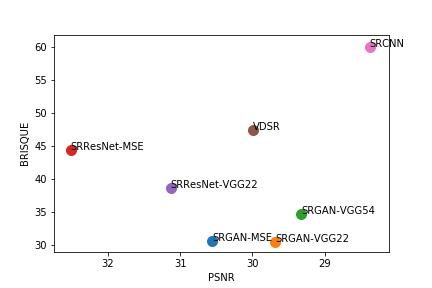 60
SRCNN
55
50
VDSR
45
SRResNet-MSE
BRISQUE
40
SRResNet-VGG22
35
SRGAN-VGG54
SRGAN-MSE
SRGAN-VGG22
30
32
31
30
29
PSNR